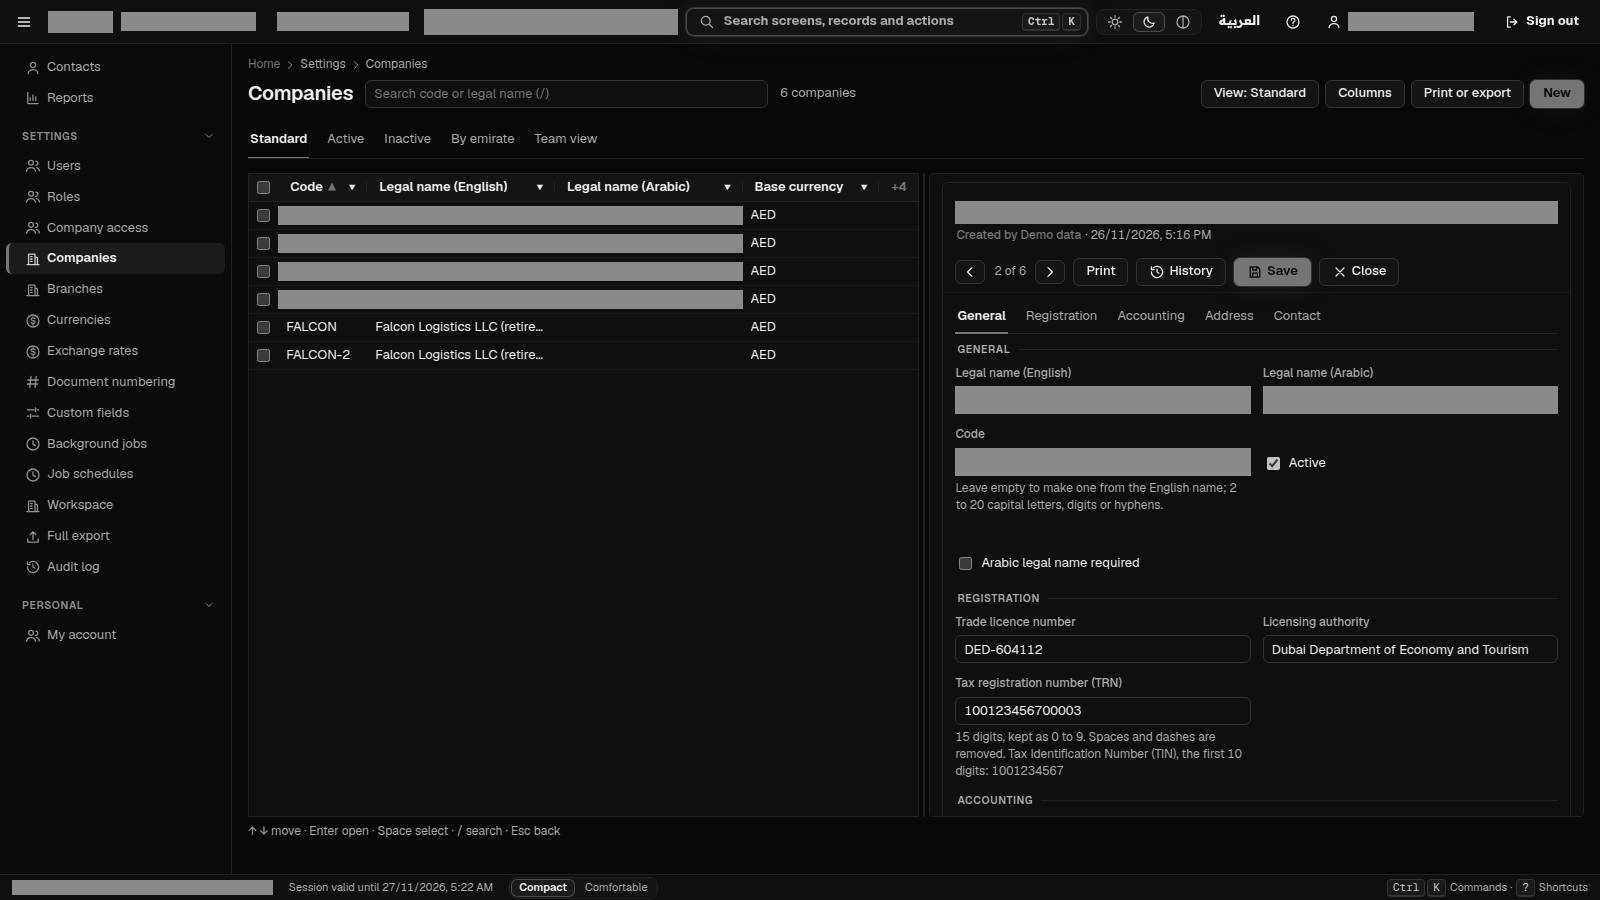 Search screens, records and actions Ctrl K العربية Sign out
Contacts
Reports
SETTINGS
Users
Roles
Company access
Companies
Branches
Currencies
Exchange rates
Document numbering
Custom fields
Background jobs
Job schedules
Workspace
Full export
Audit log
PERSONAL
My account
Home > Settings > Companies
Companies Search code or legal name (/) 6 companies View: Standard Columns Print or export New
Standard Active Inactive By emirate Team view
Code Legal name (English) Legal name (Arabic) Base currency +4
AED
AED
AED
AED
FALCON Falcon Logistics LLC (retire... AED
FALCON-2 Falcon Logistics LLC (retire... AED
Created by Demo data · 26/11/2026, 5:16 PM
2 of 6 Print History Save Close
General Registration Accounting Address Contact
GENERAL
Legal name (English) Legal name (Arabic)
Code
Active
Leave empty to make one from the English name; 2
to 20 capital letters, digits or hyphens.
Arabic legal name required
REGISTRATION
Trade licence number Licensing authority
DED-604112 Dubai Department of Economy and Tourism
Tax registration number (TRN)
100123456700003
15 digits, kept as 0 to 9. Spaces and dashes are
removed. Tax Identification Number (TIN), the first 10
digits: 1001234567
ACCOUNTING
↑↓ move · Enter open · Space select · / search · Esc back
Session valid until 27/11/2026, 5:22 AM Compact Comfortable Ctrl K Commands · ? Shortcuts